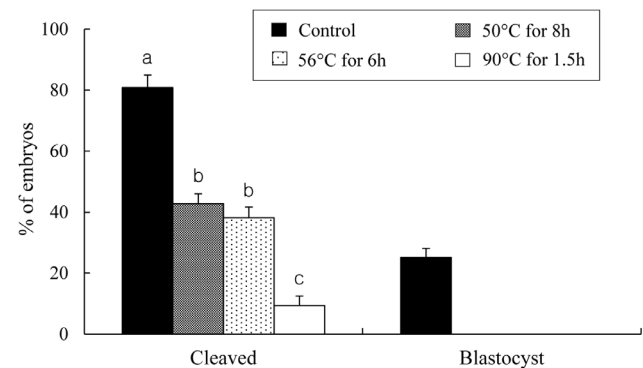 100
80
60
40
20
0
% of embryos
Control
50°C for 8h
56°C for 6h
90°C for 1.5h
a
b
b
c
Cleaved
Blastocyst